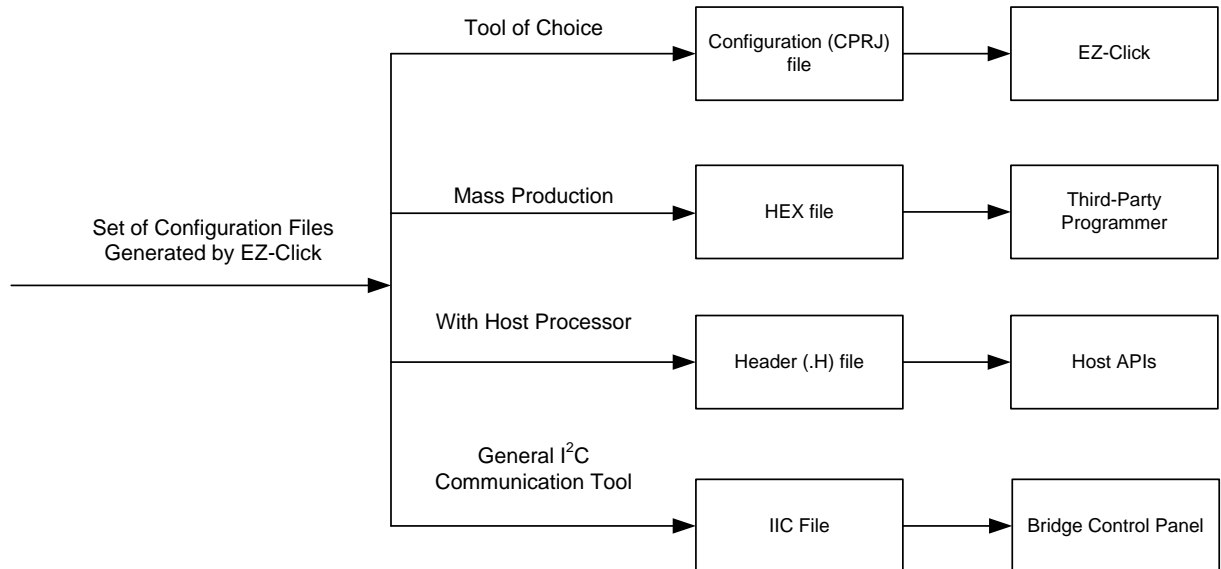 Tool of Choice
Configuration (CPRJ)
file
EZ-Click
Mass Production
HEX file
Third-Party
Programmer
Set of Configuration Files
Generated by EZ-Click
With Host Processor
Header (.H) file
Host APIs
General I²C
Communication Tool
IIC File
Bridge Control Panel